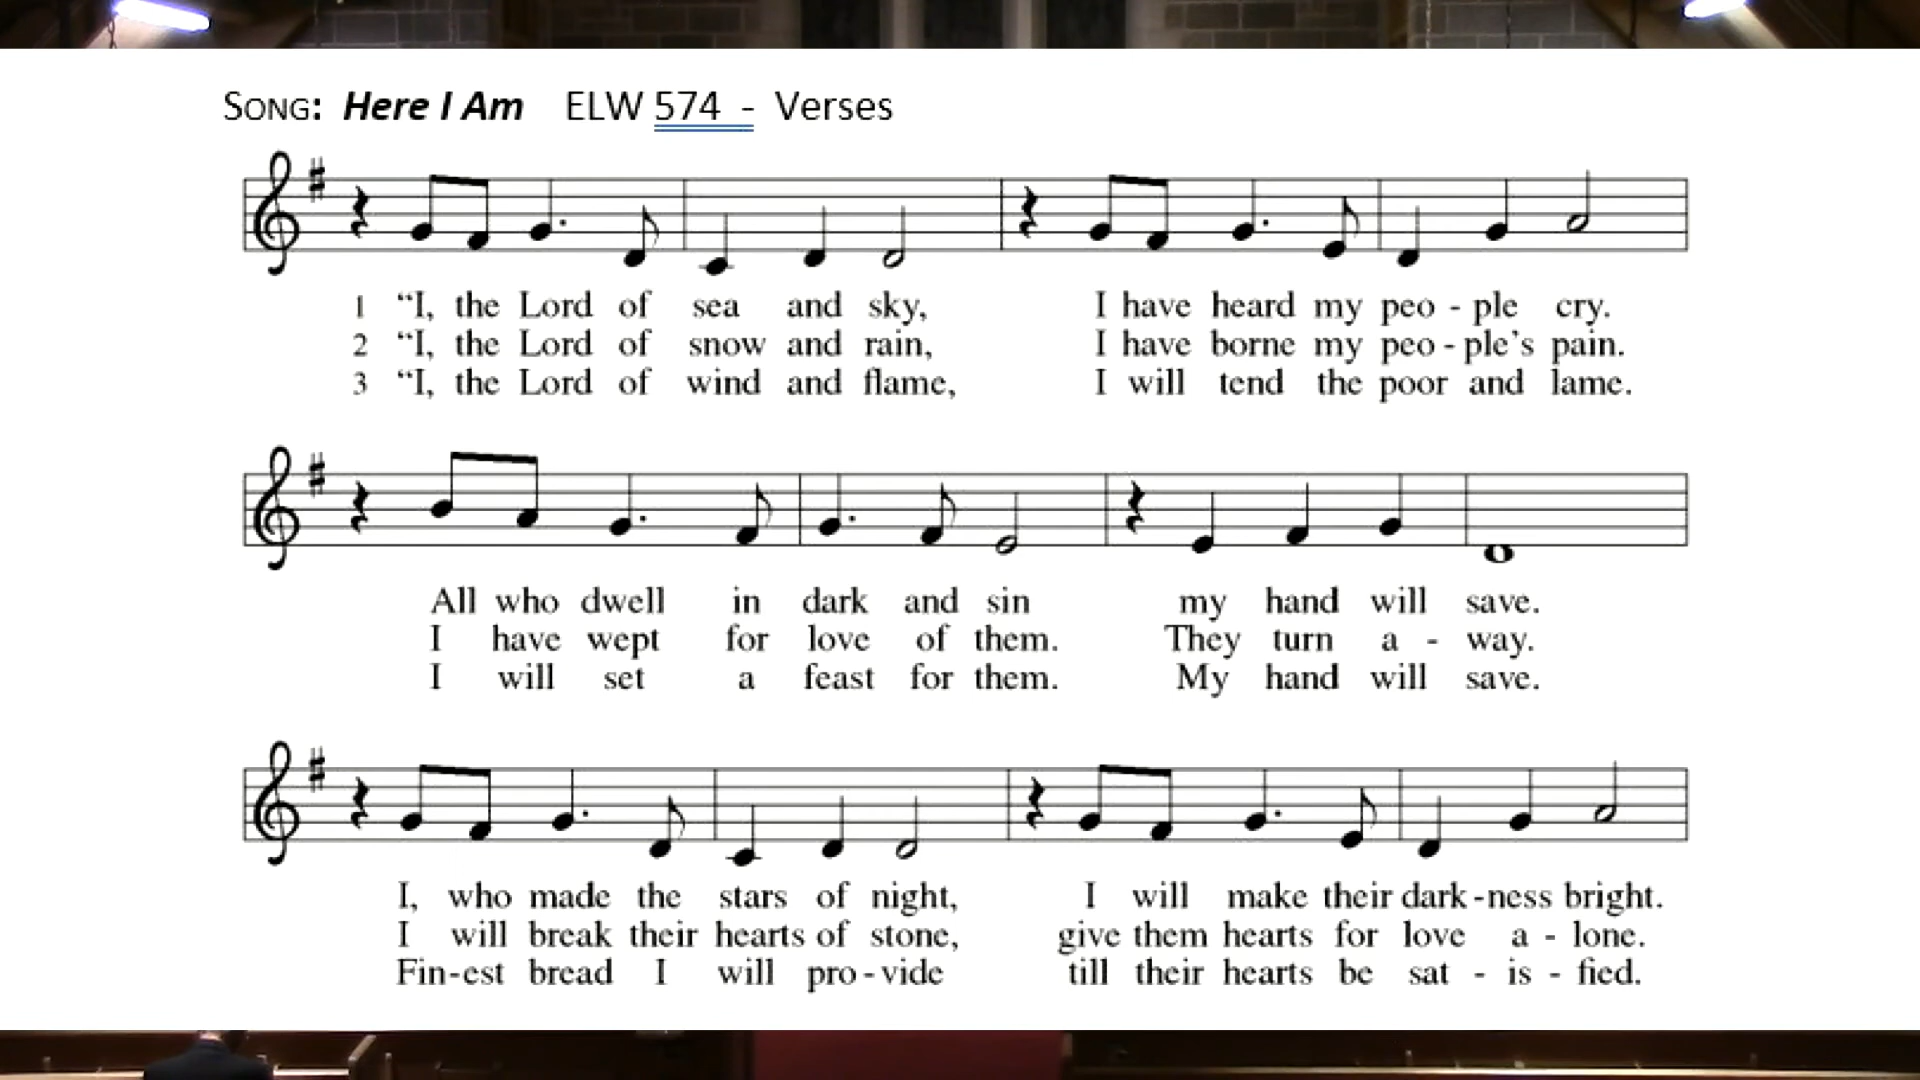 SONG: Here I Am ELW 574 - Verses
1 “I, the Lord of sea and sky, I have heard my peo - ple cry.
2 “I, the Lord of snow and rain, I have borne my peo - ple’s pain.
3 “I, the Lord of wind and flame, I will tend the poor and lame.
All who dwell in dark and sin my hand will save.
I have wept for love of them. They turn a - way.
I will set a feast for them. My hand will save.
I, who made the stars of night, I will make their dark - ness bright.
I will break their hearts of stone, give them hearts for love a - lone.
Fin - est bread I will pro - vide till their hearts be sat - is - fied.